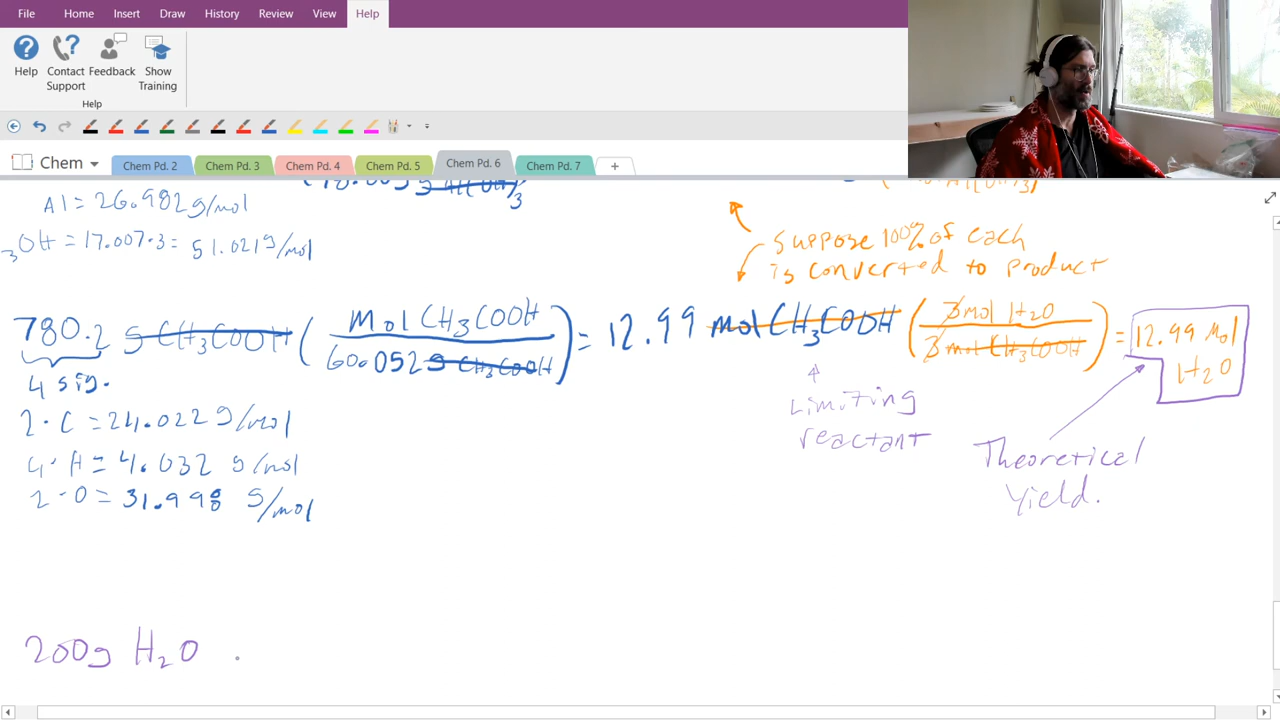 File Home Insert Draw History Review View Help
Help Contact Support Feedback Show Training
Help
Chem Chem Pd. 2 Chem Pd. 3 Chem Pd. 4 Chem Pd. 5 Chem Pd. 6 Chem Pd. 7 +
Al = 26.982 g/mol
3OH = 17.007·3 = 51.021 g/mol
Suppose 100% of each
is converted to product
780.2 g CH3COOH (Mol CH3COOH / 60.052 g CH3COOH) = 12.99 mol CH3COOH (3 mol H2O / 3 mol CH3COOH) = 12.99 Mol H2O
4 sig.
2·C = 24.022 g/mol
4·H = 4.032 g/mol
2·O = 31.998 g/mol
Limiting
reactant
Theoretical
Yield.
200g H2O